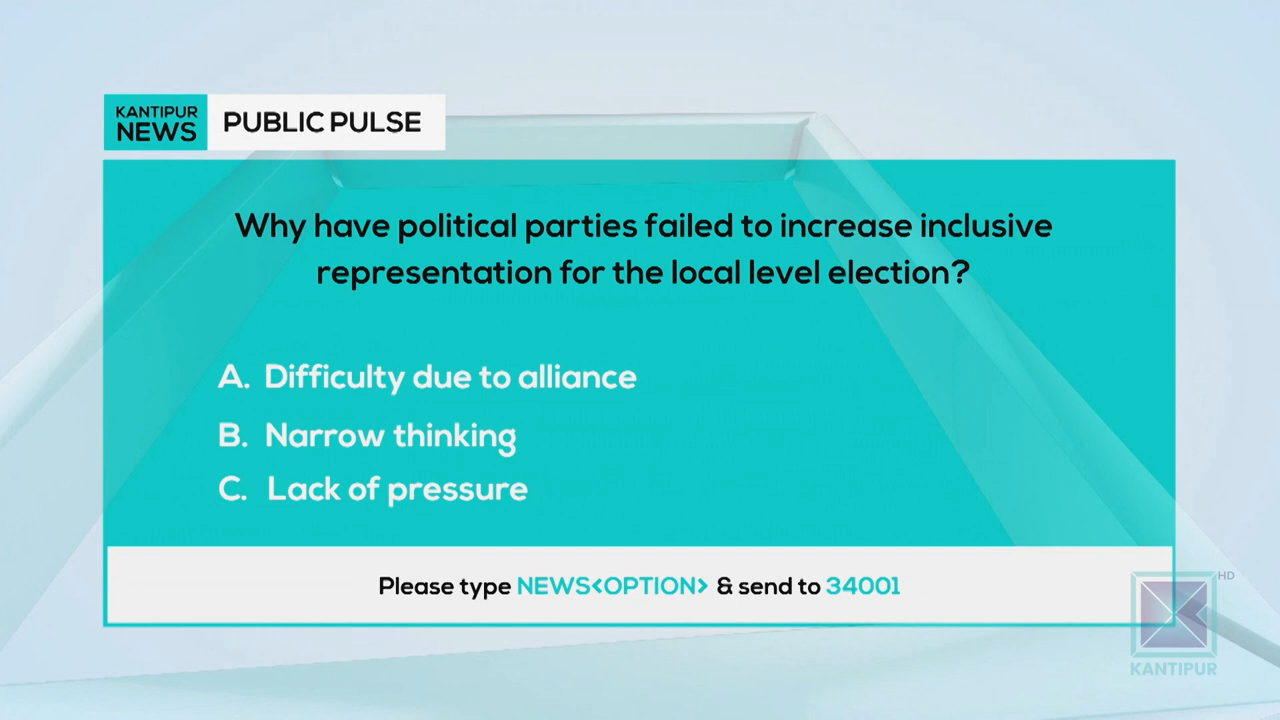 KANTIPUR
NEWS
PUBLIC PULSE
Why have political parties failed to increase inclusive
representation for the local level election?
A. Difficulty due to alliance
B. Narrow thinking
C. Lack of pressure
Please type NEWS<OPTION> & send to 34001
HD
KANTIPUR